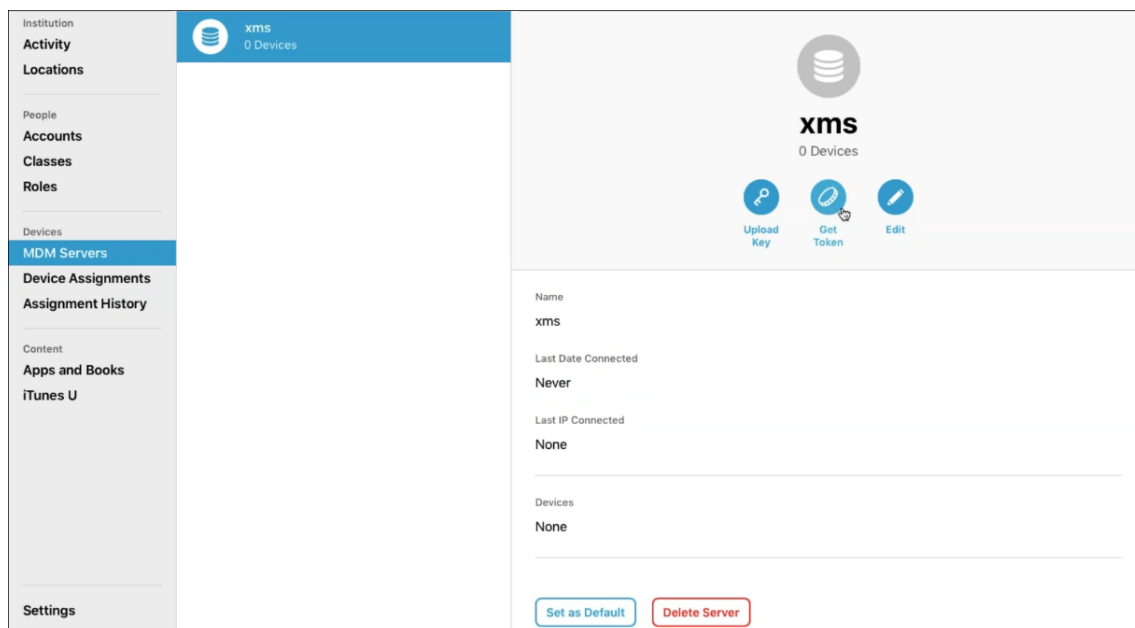 Institution
Activity
Locations
People
Accounts
Classes
Roles
Devices
MDM Servers
Device Assignments
Assignment History
Content
Apps and Books
iTunes U
Settings
xms
0 Devices
xms
0 Devices
Upload
Key
Get
Token
Edit
Name
xms
Last Date Connected
Never
Last IP Connected
None
Devices
None
Set as Default
Delete Server